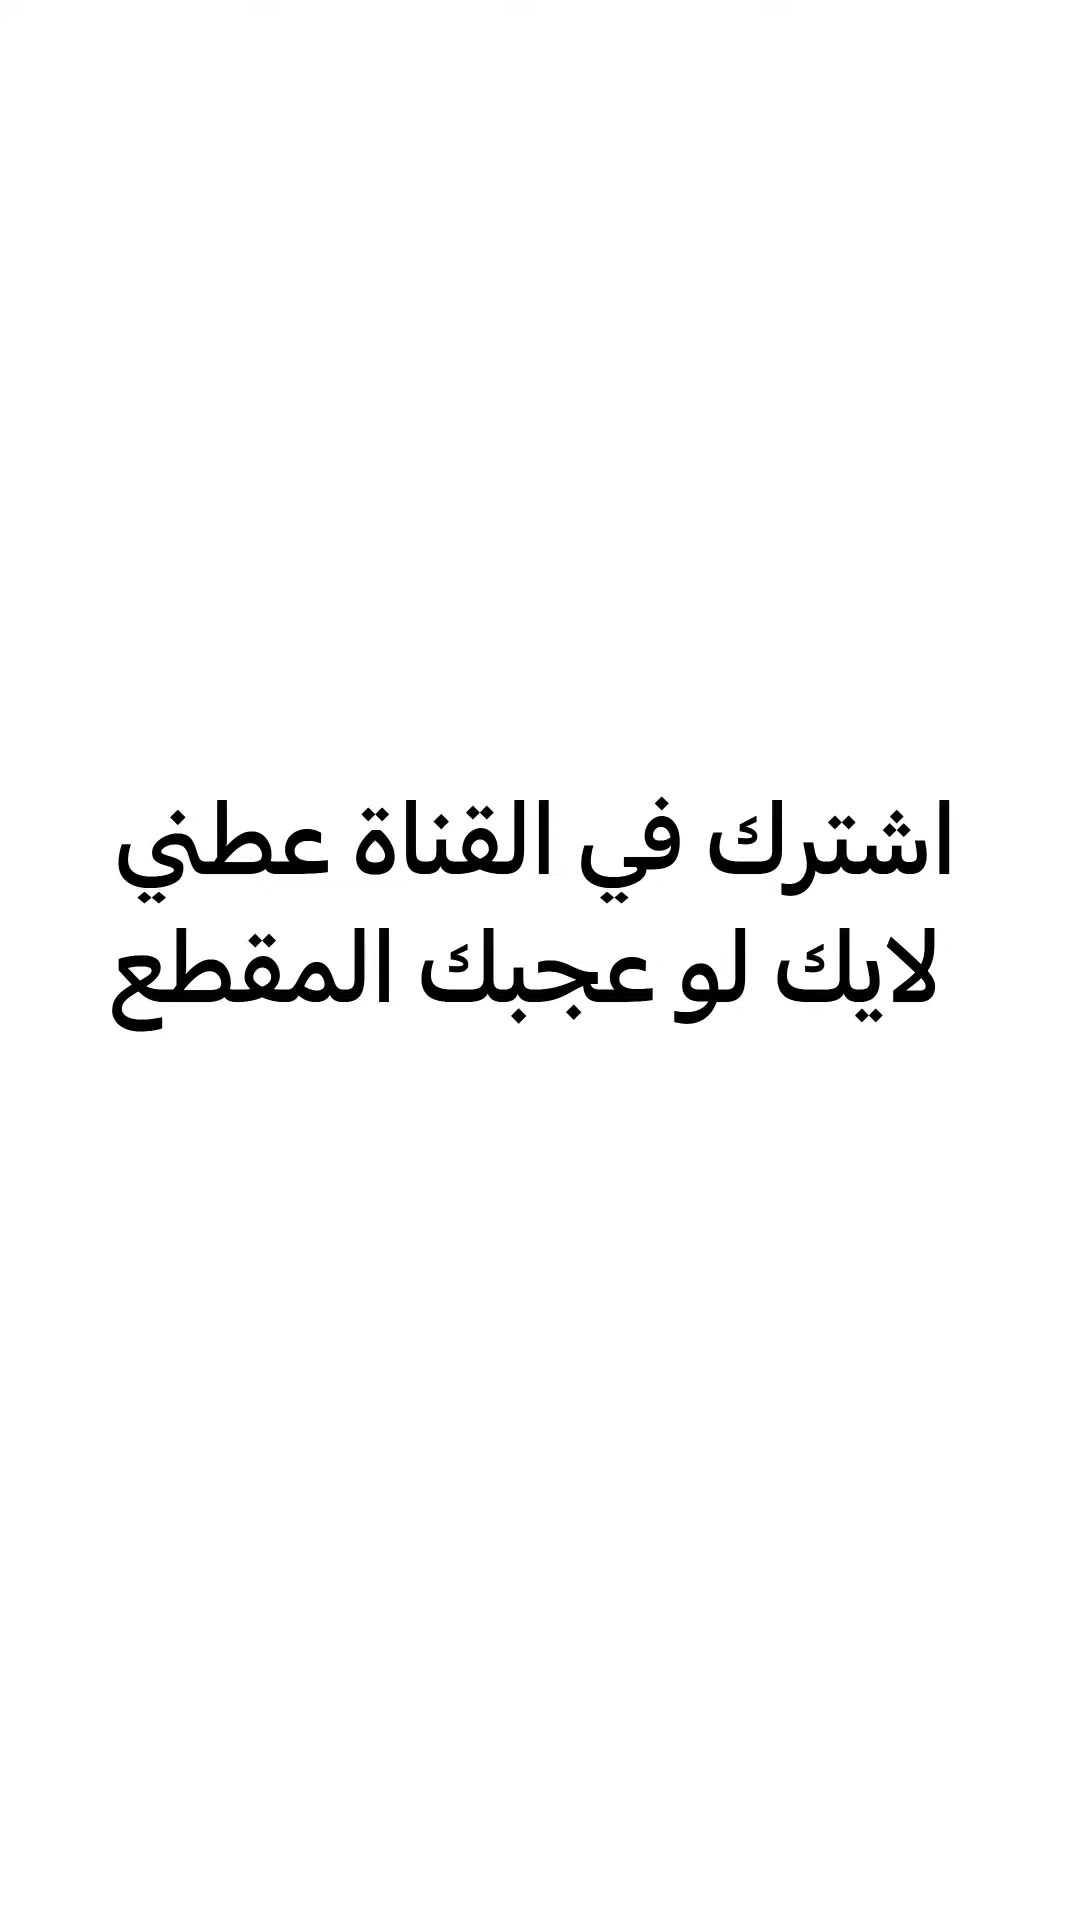 اشترك في القناة عطني
لايك لو عجبك المقطع